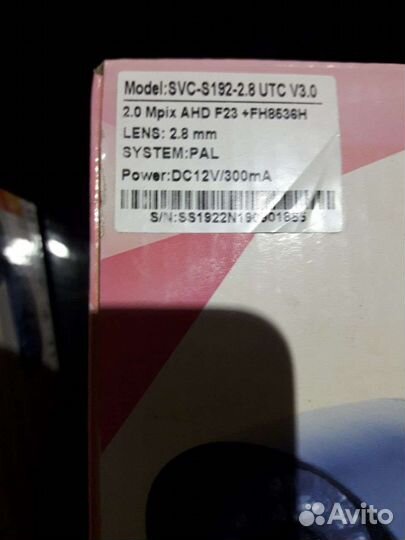 Model:SVC-S192-2.8 UTC V3.0
2.0 Mpix AHD F23 +FH8536H
LENS: 2.8 mm
SYSTEM:PAL
Power:DC12V/300mA
Avito